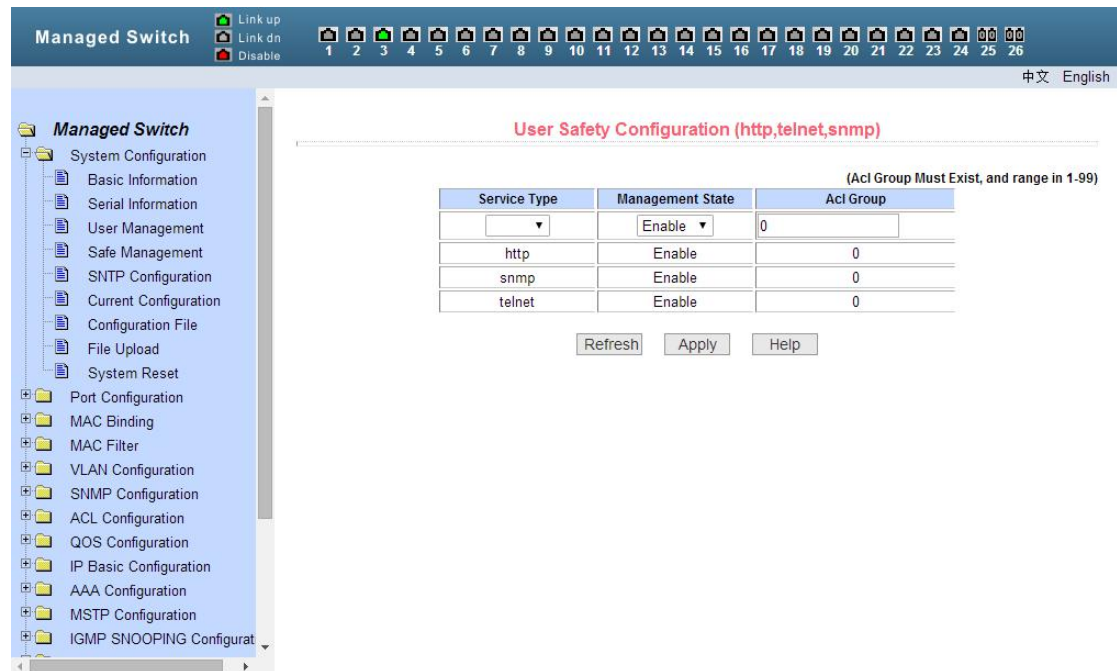 Managed Switch
Link up
Link dn
Disable
1 2 3 4 5 6 7 8 9 10 11 12 13 14 15 16 17 18 19 20 21 22 23 24 25 26
中文 English
Managed Switch
System Configuration
Basic Information
Serial Information
User Management
Safe Management
SNTP Configuration
Current Configuration
Configuration File
File Upload
System Reset
Port Configuration
MAC Binding
MAC Filter
VLAN Configuration
SNMP Configuration
ACL Configuration
QOS Configuration
IP Basic Configuration
AAA Configuration
MSTP Configuration
IGMP SNOOPING Configurat
User Safety Configuration (http,telnet,snmp)
(Acl Group Must Exist, and range in 1-99)
Service Type Management State Acl Group
Enable 0
http Enable 0
snmp Enable 0
telnet Enable 0
Refresh Apply Help